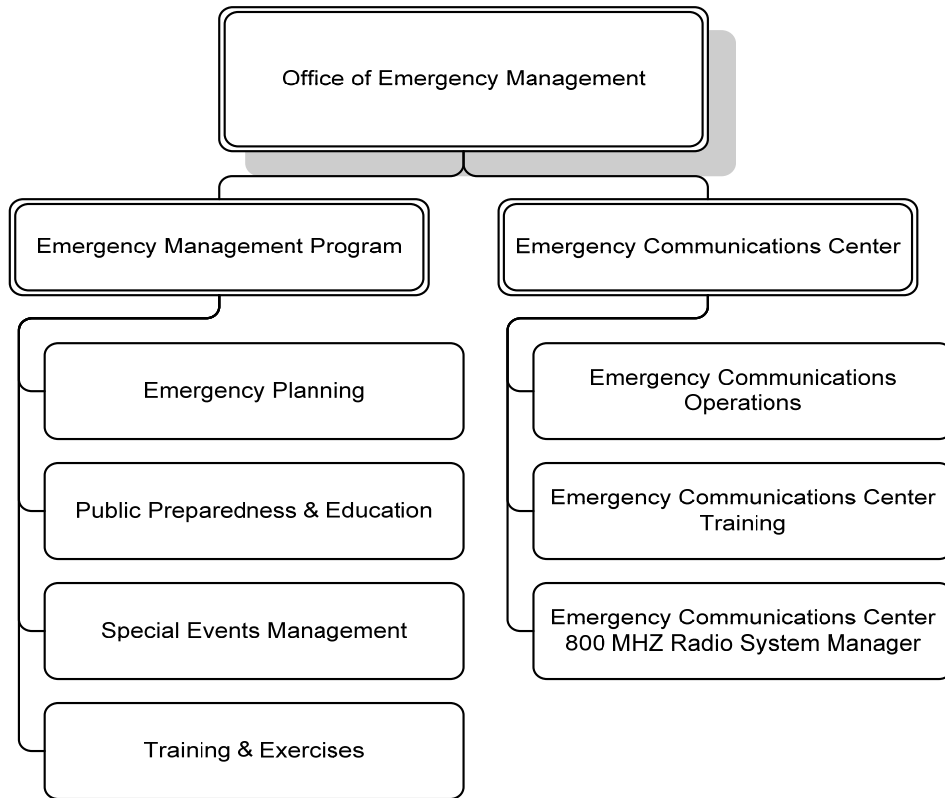 Office of Emergency Management
Emergency Management Program
Emergency Planning
Public Preparedness & Education
Special Events Management
Training & Exercises
Emergency Communications Center
Emergency Communications
Operations
Emergency Communications Center
Training
Emergency Communications Center
800 MHZ Radio System Manager